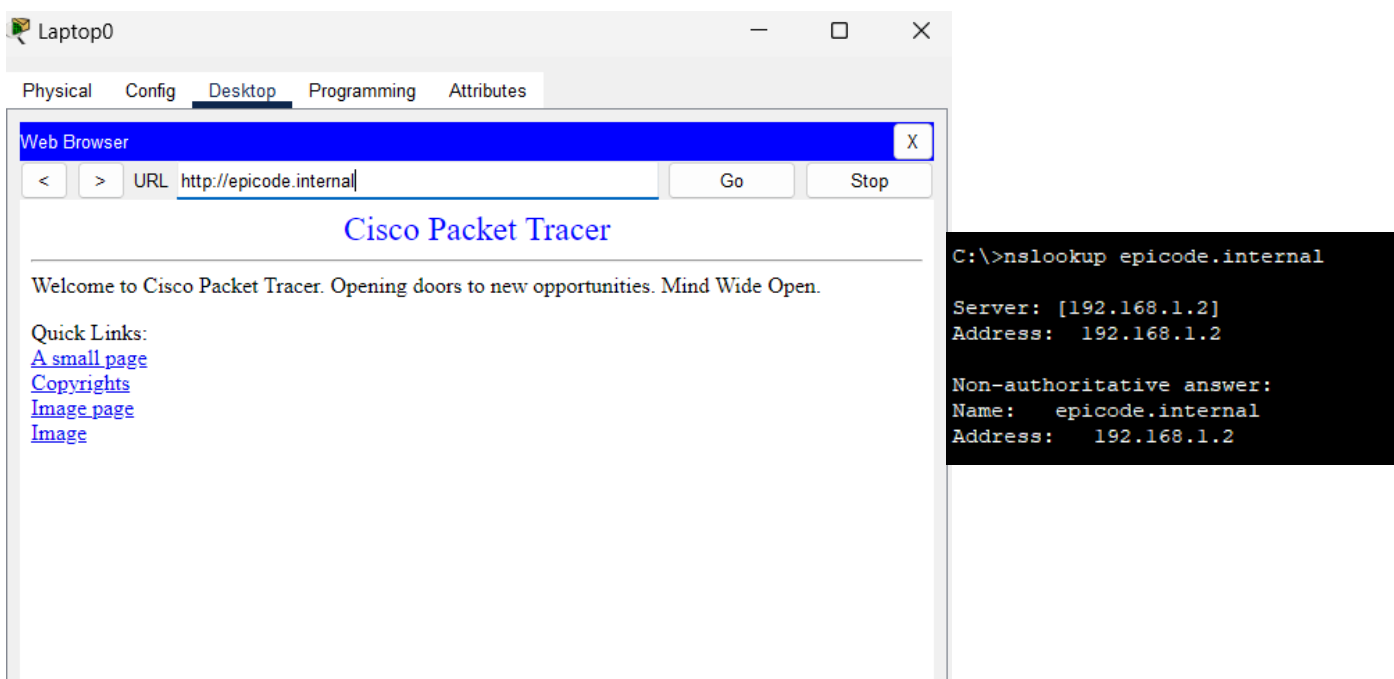 Laptop0
Physical Config Desktop Programming Attributes
Web Browser X
< > URL http://epicode.internal Go Stop
Cisco Packet Tracer
Welcome to Cisco Packet Tracer. Opening doors to new opportunities. Mind Wide Open.
Quick Links:
A small page
Copyrights
Image page
Image
C:\>nslookup epicode.internal
Server: [192.168.1.2]
Address:  192.168.1.2
Non-authoritative answer:
Name:   epicode.internal
Address:   192.168.1.2